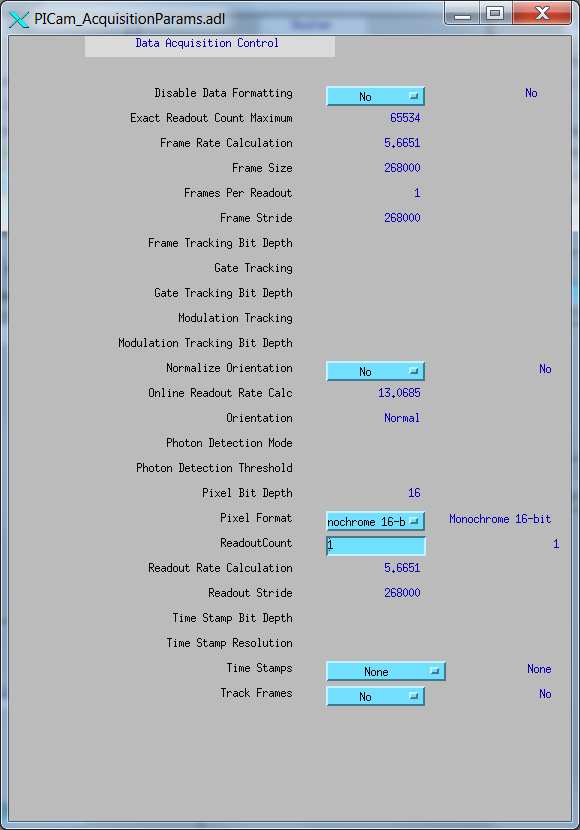 PICam_AcquisitionParams.adl
Data Acquisition Control
Disable Data Formatting No No
Exact Readout Count Maximum 65534
Frame Rate Calculation 5.6651
Frame Size 268000
Frames Per Readout 1
Frame Stride 268000
Frame Tracking Bit Depth
Gate Tracking
Gate Tracking Bit Depth
Modulation Tracking
Modulation Tracking Bit Depth
Normalize Orientation No No
Online Readout Rate Calc 13.0685
Orientation Normal
Photon Detection Mode
Photon Detection Threshold
Pixel Bit Depth 16
Pixel Format nochrome 16-b Monochrome 16-bit
ReadoutCount 1 1
Readout Rate Calculation 5.6651
Readout Stride 268000
Time Stamp Bit Depth
Time Stamp Resolution
Time Stamps None None
Track Frames No No